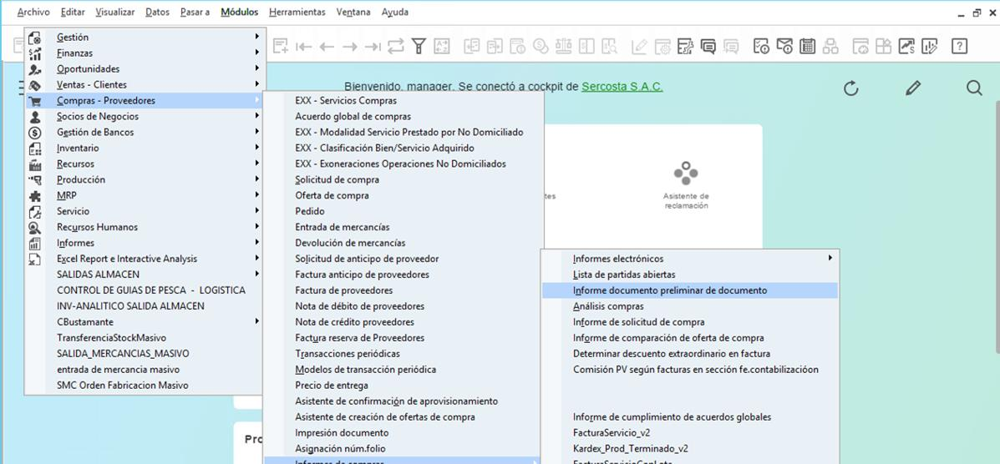 Archivo Editar Visualizar Datos Pasar a Módulos Herramientas Ventana Ayuda
Bienvenido, manager. Se conectó a cockpit de Sercosta S.A.C.
Gestión
Finanzas
Oportunidades
Ventas - Clientes
Compras - Proveedores
Socios de Negocios
Gestión de Bancos
Inventario
Recursos
Producción
MRP
Servicio
Recursos Humanos
Informes
Excel Report e Interactive Analysis
SALIDAS ALMACEN
CONTROL DE GUIAS DE PESCA - LOGISTICA
INV-ANALITICO SALIDA ALMACEN
CBustamante
TransferenciaStockMasivo
SALIDA_MERCANCIAS_MASIVO
entrada de mercancia masivo
SMC Orden Fabricacion Masivo
EXX - Servicios Compras
Acuerdo global de compras
EXX - Modalidad Servicio Prestado por No Domiciliado
EXX - Clasificación Bien/Servicio Adquirido
EXX - Exoneraciones Operaciones No Domiciliados
Solicitud de compra
Oferta de compra
Pedido
Entrada de mercancías
Devolución de mercancías
Solicitud de anticipo de proveedor
Factura anticipo de proveedores
Factura de proveedores
Nota de débito de proveedores
Nota de crédito proveedores
Factura reserva de Proveedores
Transacciones periódicas
Modelos de transacción periódica
Precio de entrega
Asistente de confirmación de aprovisionamiento
Asistente de creación de ofertas de compra
Impresión documento
Asignación núm.folio
Informes de compras
tes
Asistente de
reclamación
Informes electrónicos
Lista de partidas abiertas
Informe documento preliminar de documento
Análisis compras
Informe de solicitud de compra
Informe de comparación de oferta de compra
Determinar descuento extraordinario en factura
Comisión PV según facturas en sección fe.contabilizacióon
Informe de cumplimiento de acuerdos globales
FacturaServicio_v2
Kardex_Prod_Terminado_v2
FacturaServicioConLote
Pro